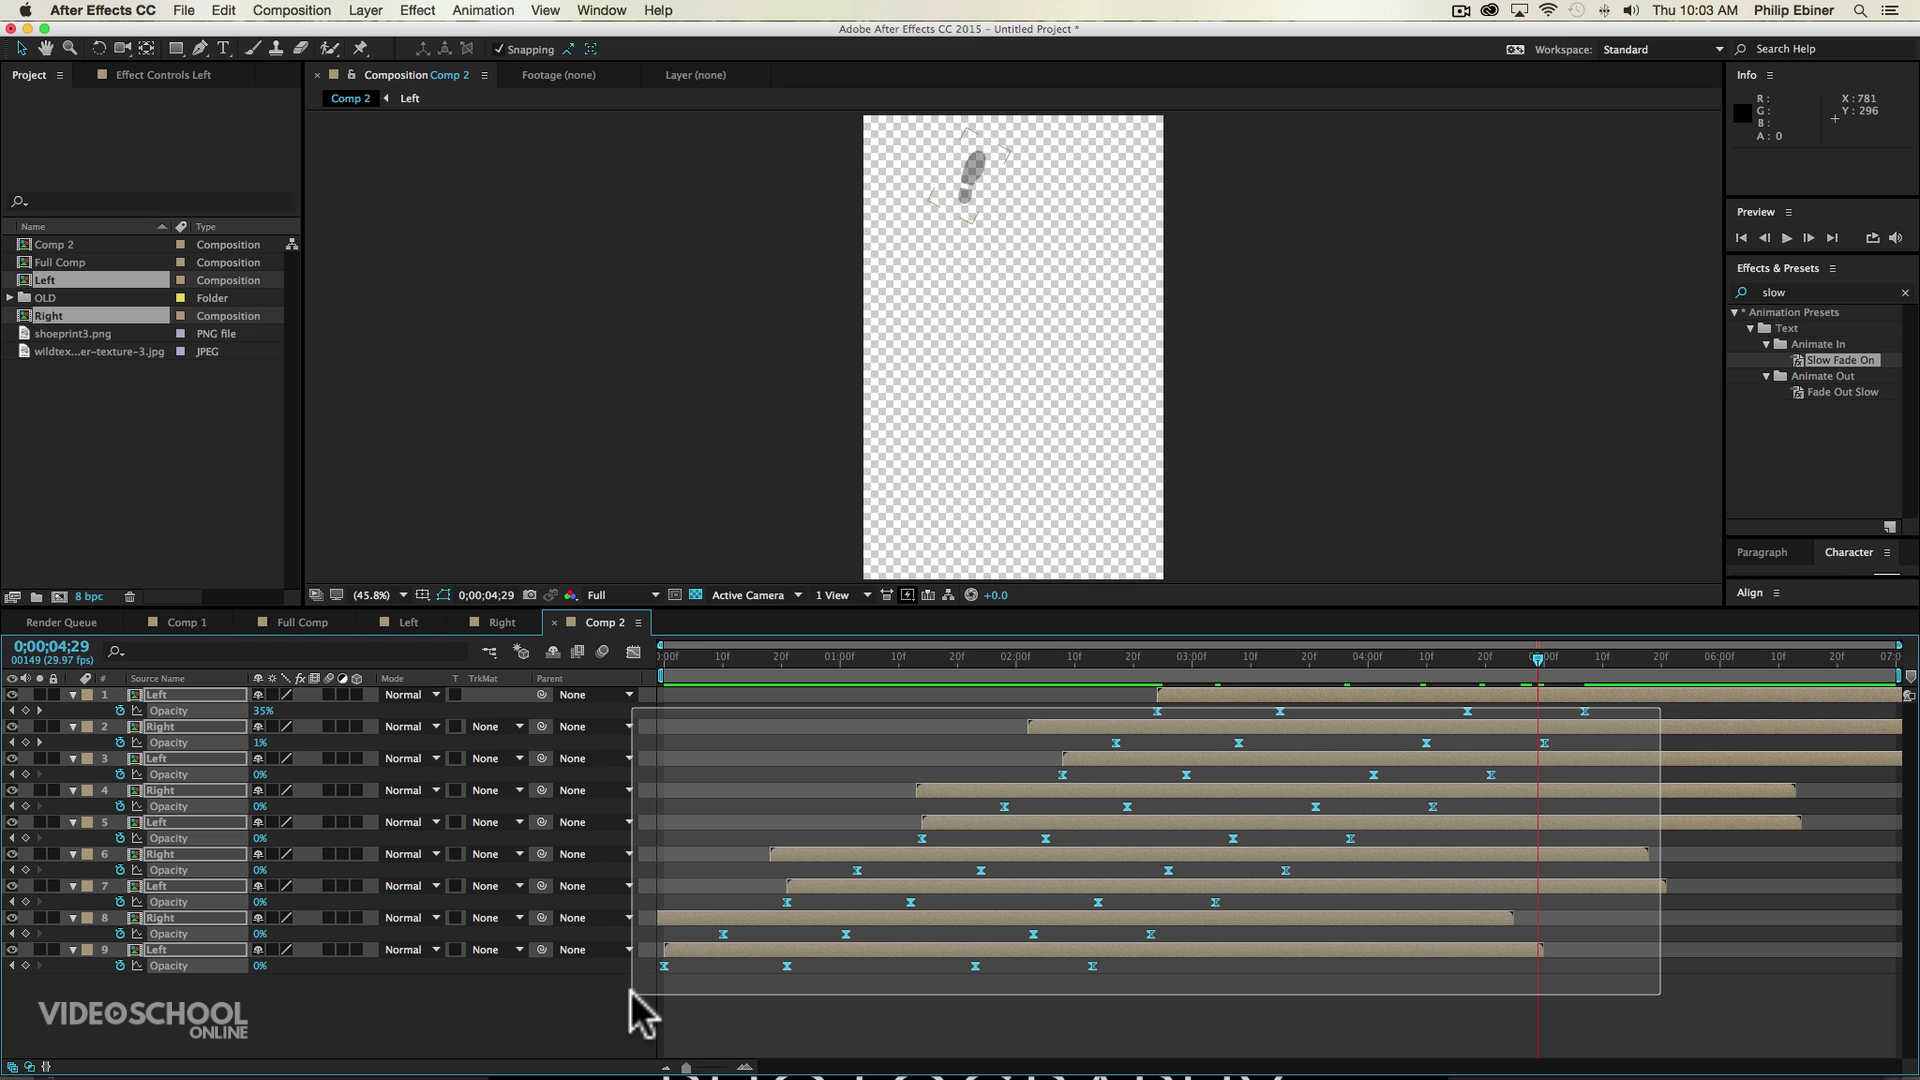 After Effects CC File Edit Composition Layer Effect Animation View Window Help Thu 10:03 AM Philip Ebiner
Adobe After Effects CC 2015 - Untitled Project *
Snapping Workspace: Standard Search Help
Project Effect Controls Left Composition Comp 2 Footage (none) Layer (none) Info
Comp 2 Left
R: X: 781
G: Y: 296
B:
A: 0
Preview
Name Type
Comp 2 Composition
Full Comp Composition
Left Composition
OLD Folder
Right Composition
shoeprint3.png PNG file
wildtex...er-texture-3.jpg JPEG
Effects & Presets
slow
* Animation Presets
Text
Animate In
Slow Fade On
Animate Out
Fade Out Slow
Paragraph Character
Align
8 bpc (45.8%) 0;00;04;29 Full Active Camera 1 View +0.0
Render Queue Comp 1 Full Comp Left Right Comp 2
0;00;04;29
00149 (29.97 fps)
10f 20f 01:00f 10f 20f 02:00f 10f 20f 03:00f 10f 20f 04:00f 10f 20f 10f 20f 06:00f 10f 20f
# Source Name Mode T TrkMat Parent
1 Left Normal None
Opacity 35%
2 Right Normal None None
Opacity 1%
3 Left Normal None None
Opacity 0%
4 Right Normal None None
Opacity 0%
5 Left Normal None None
Opacity 0%
6 Right Normal None None
Opacity 0%
7 Left Normal None None
Opacity 0%
8 Right Normal None None
Opacity 0%
9 Left Normal None None
Opacity 0%
VIDEOSCHOOL
ONLINE